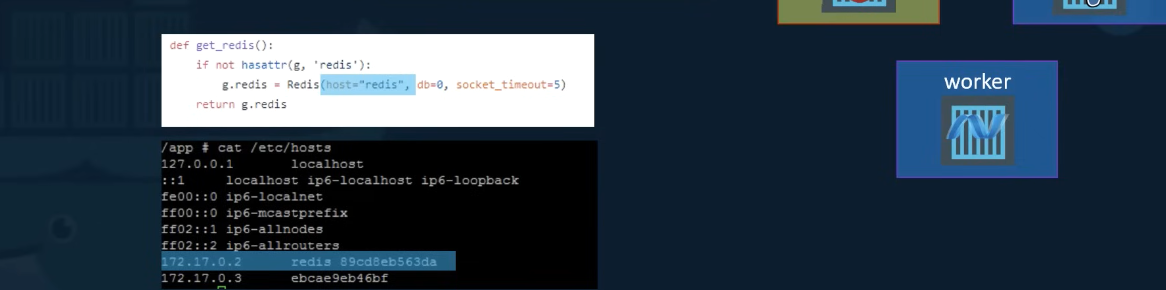 def get_redis():
if not hasattr(g, 'redis'):
g.redis = Redis(host="redis", db=0, socket_timeout=5)
return g.redis
/app # cat /etc/hosts
127.0.0.1 localhost
::1 localhost ip6-localhost ip6-loopback
fe00::0 ip6-localnet
ff00::0 ip6-mcastprefix
ff02::1 ip6-allnodes
ff02::2 ip6-allrouters
172.17.0.2 redis 89cd8eb563da
172.17.0.3 ebcae9eb46bf
worker